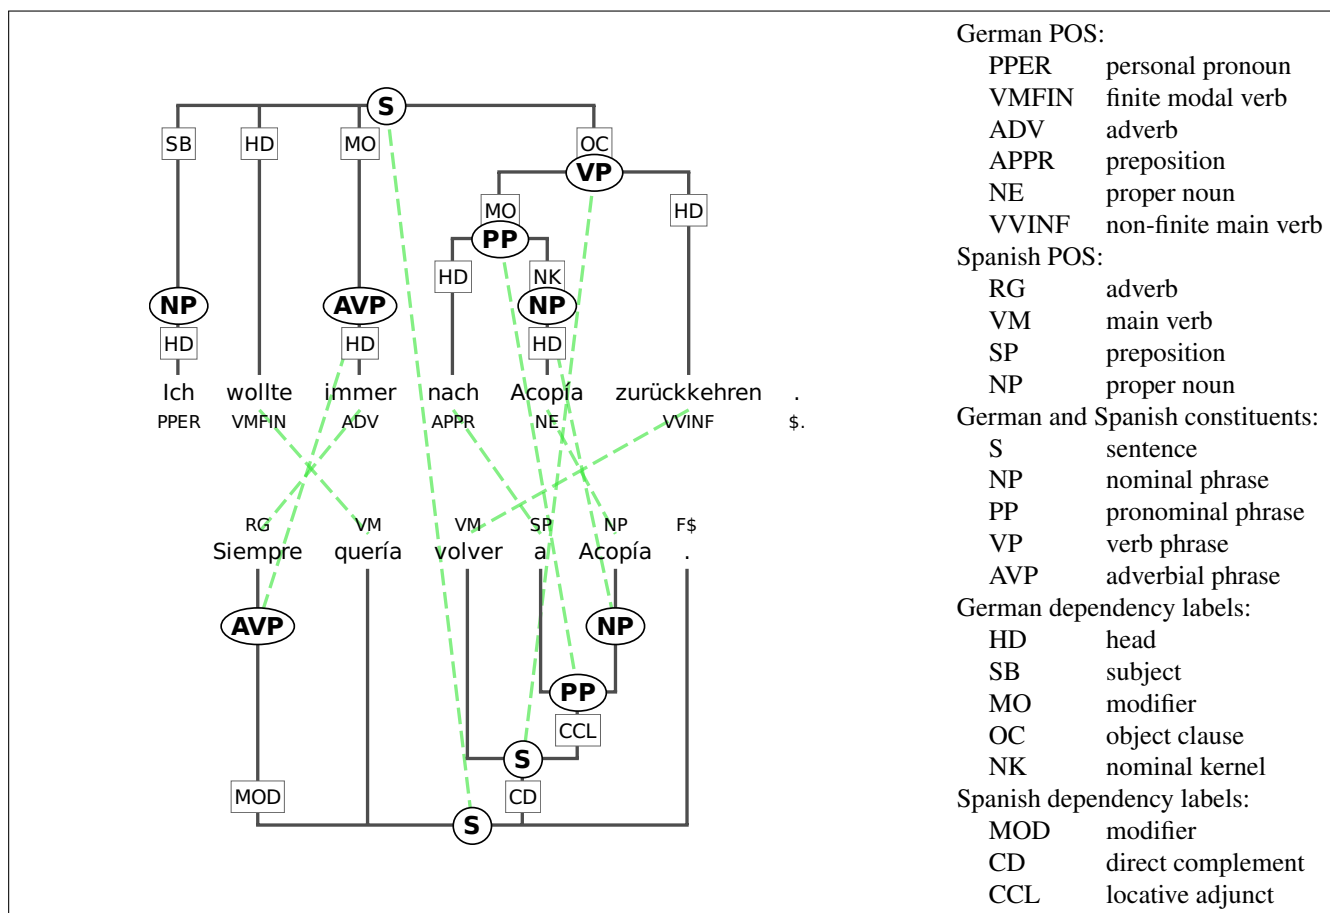 S
SB HD MO OC
VP
MO HD
PP
HD NK
NP AVP NP
HD HD HD
Ich wollte immer nach Acopía zurückkehren .
PPER VMFIN ADV APPR NE VVINF $.
RG VM VM SP NP F$
Siempre quería volver a Acopía .
AVP NP
PP
CCL
S
MOD CD
S
German POS:
PPER personal pronoun
VMFIN finite modal verb
ADV adverb
APPR preposition
NE proper noun
VVINF non-finite main verb
Spanish POS:
RG adverb
VM main verb
SP preposition
NP proper noun
German and Spanish constituents:
S sentence
NP nominal phrase
PP pronominal phrase
VP verb phrase
AVP adverbial phrase
German dependency labels:
HD head
SB subject
MO modifier
OC object clause
NK nominal kernel
Spanish dependency labels:
MOD modifier
CD direct complement
CCL locative adjunct